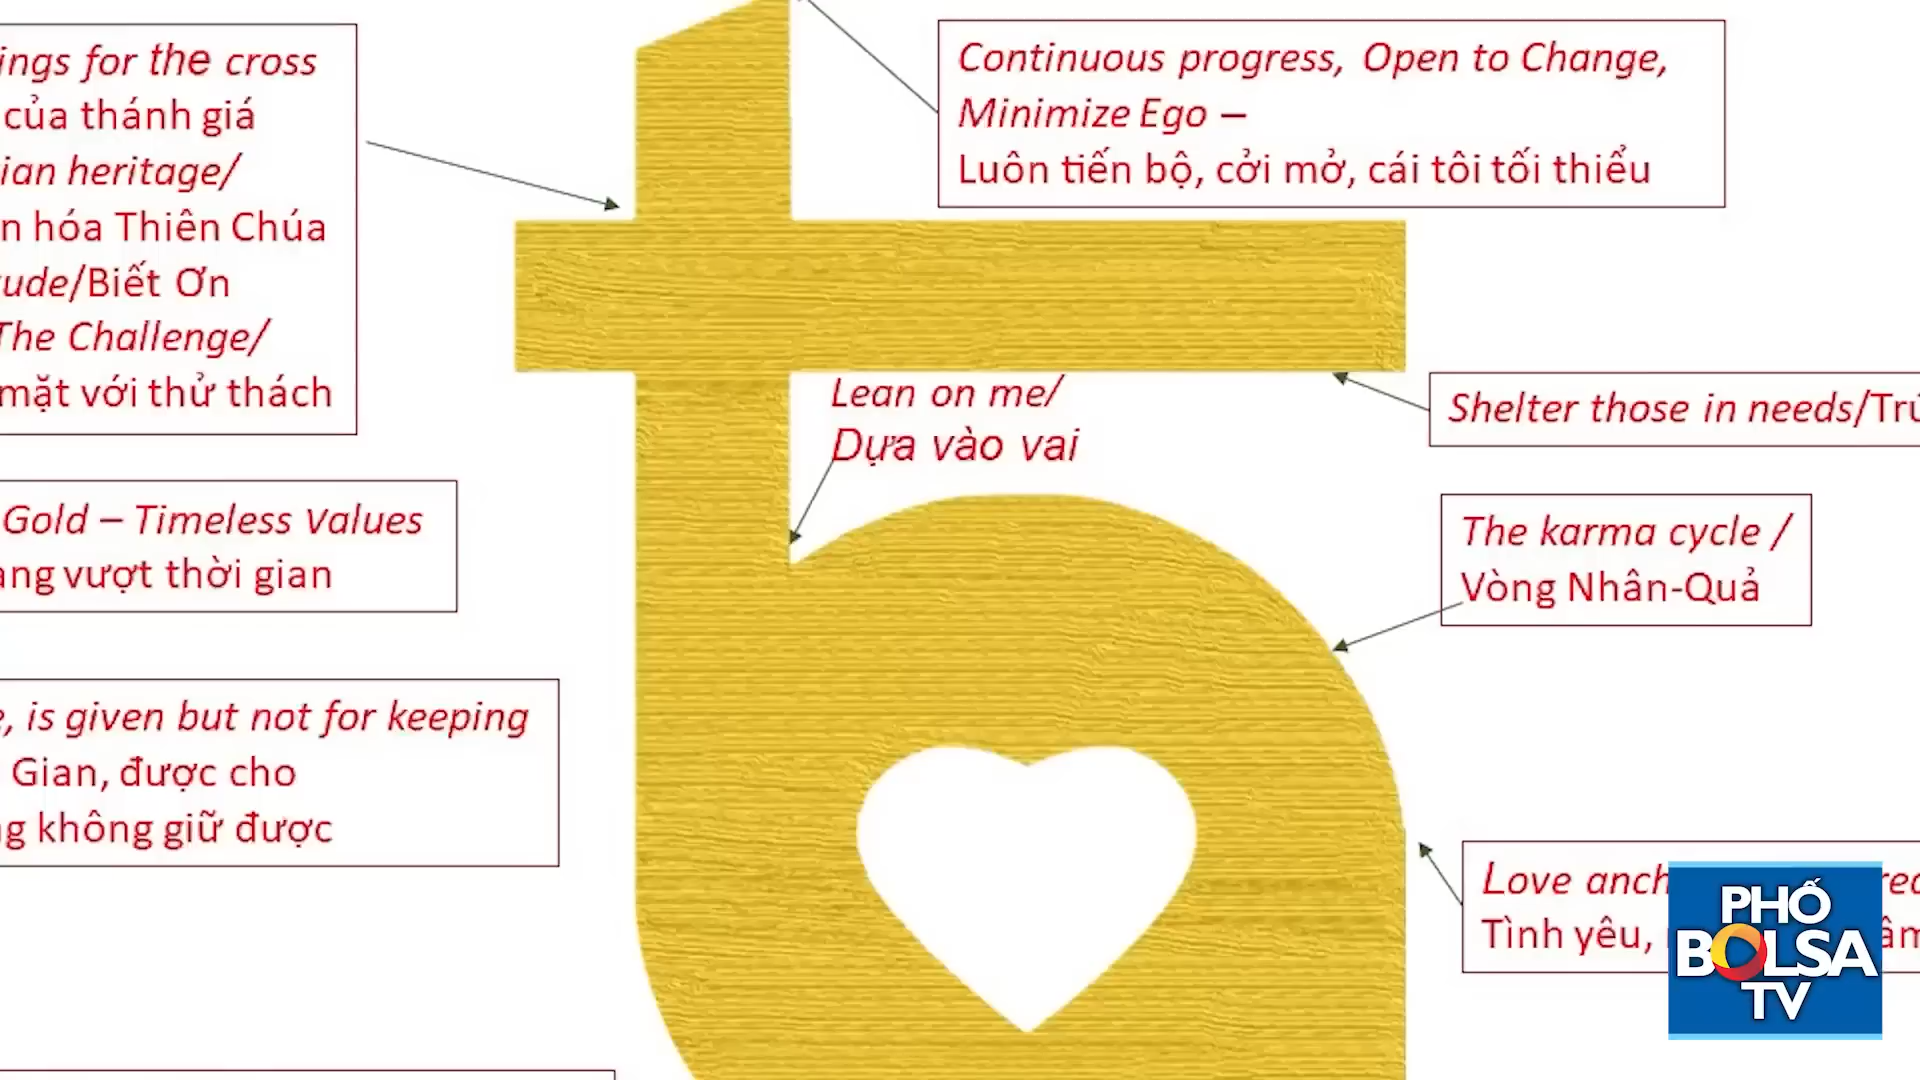 ings for the cross
của thánh giá
ian heritage/
n hóa Thiên Chúa
ude/Biết Ơn
The Challenge/
mặt với thử thách
Gold – Timeless Values
ang vượt thời gian
, is given but not for keeping
Gian, được cho
g không giữ được
Continuous progress, Open to Change,
Minimize Ego –
Luôn tiến bộ, cởi mở, cái tôi tối thiểu
Lean on me/
Dựa vào vai
Shelter those in needs/Trú
The karma cycle /
Vòng Nhân-Quả
Love anch
Tình yêu,
PHỐ
BOLSA
TV